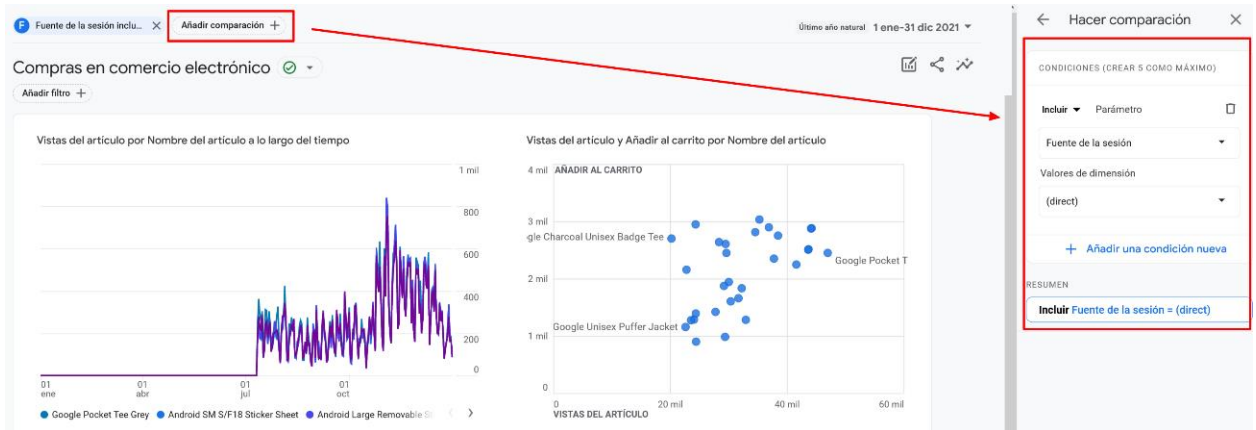 F Fuente de la sesión inclu... X Añadir comparación +
Último año natural 1 ene-31 dic 2021
Compras en comercio electrónico
Añadir filtro +
Vistas del artículo por Nombre del artículo a lo largo del tiempo
1 mil
800
600
400
200
0
01 ene
01 abr
01 jul
01 oct
Google Pocket Tee Grey Android SM S/F18 Sticker Sheet Android Large Removable
Vistas del artículo y Añadir al carrito por Nombre del artículo
4 mil AÑADIR AL CARRITO
3 mil
gle Charcoal Unisex Badge Tee
Google Pocket T
2 mil
Google Unisex Puffer Jacket
1 mil
0
0 20 mil 40 mil 60 mil
VISTAS DEL ARTÍCULO
Hacer comparación
CONDICIONES (CREAR 5 COMO MÁXIMO)
Incluir Parámetro
Fuente de la sesión
Valores de dimensión
(direct)
+ Añadir una condición nueva
RESUMEN
Incluir Fuente de la sesión = (direct)